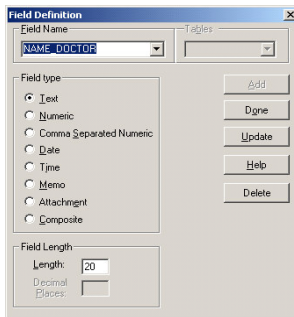 Field Definition
Field Name
Tables
NAME_DOCTOR
Field type
Text
Numeric
Comma Separated Numeric
Date
Time
Memo
Attachment
Composite
Add
Done
Update
Help
Delete
Field Length
Length: 20
Decimal
Places: